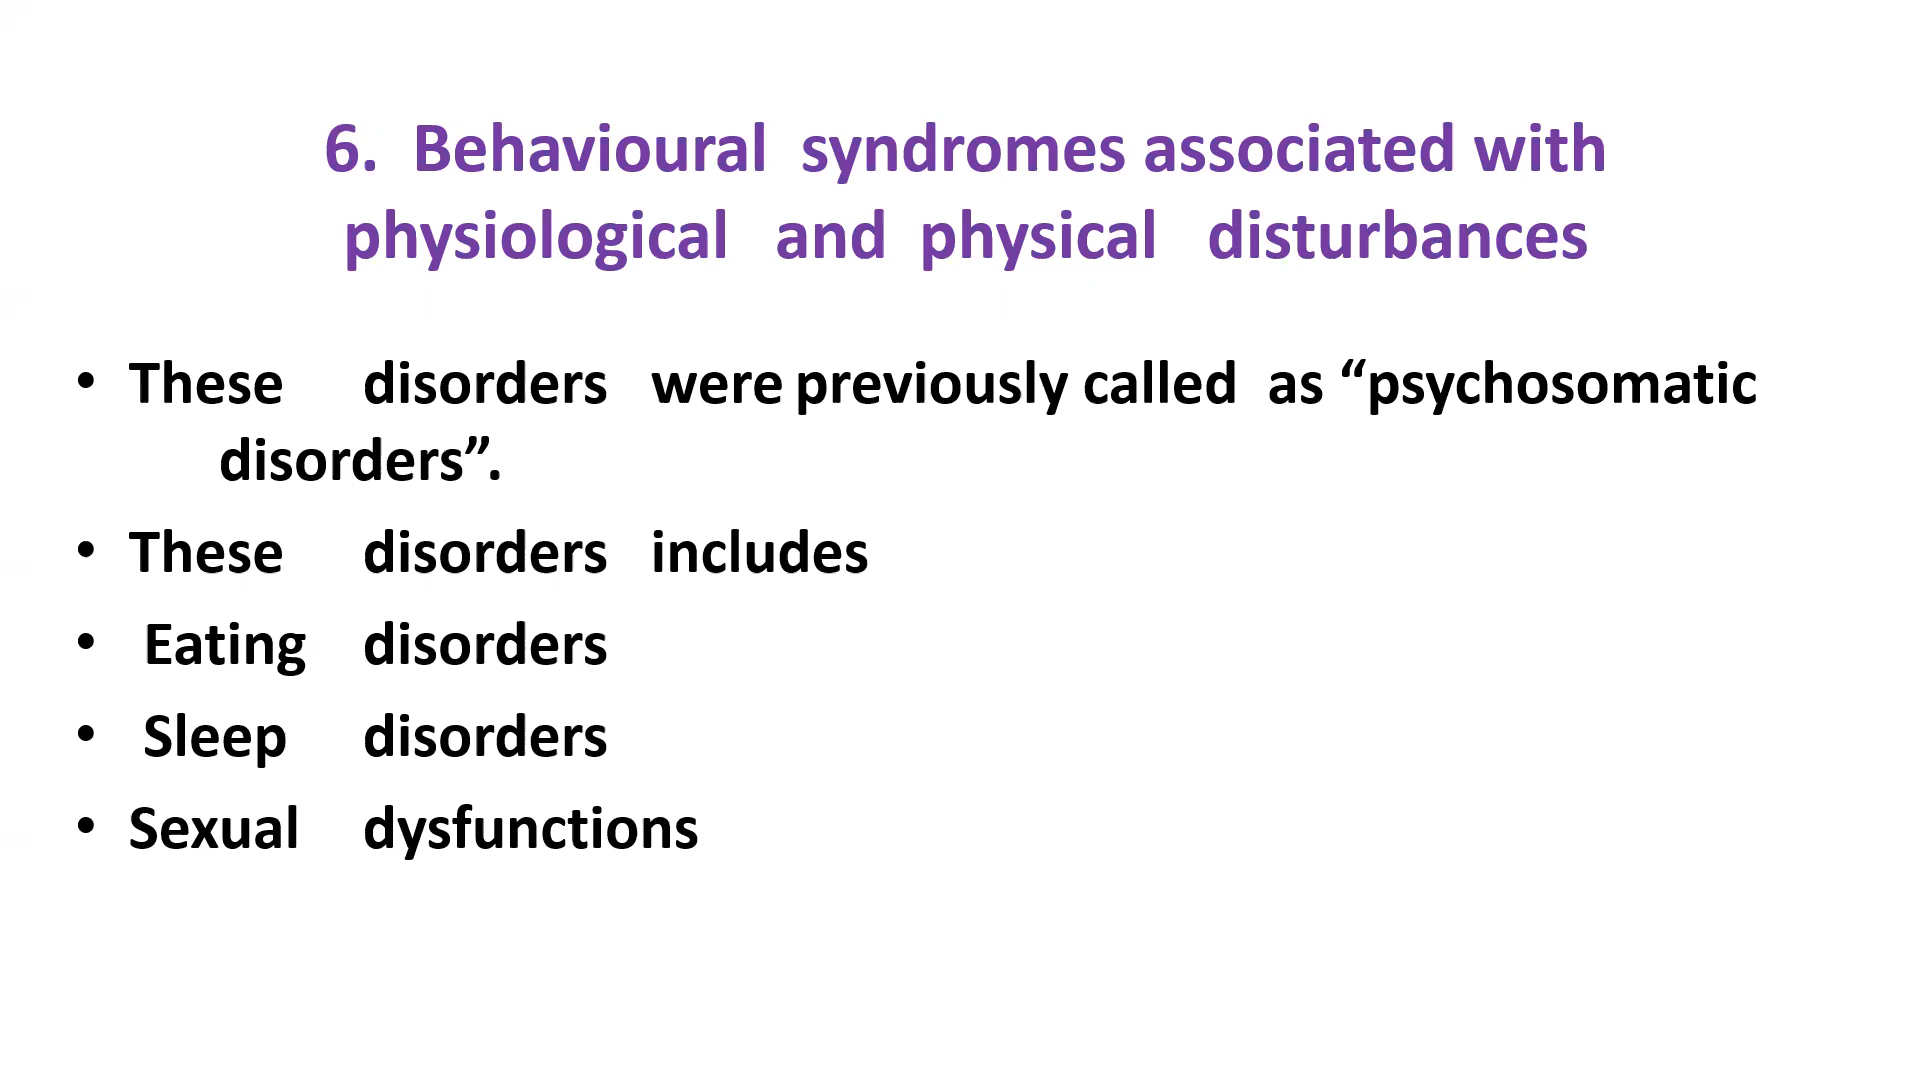 6. Behavioural syndromes associated with
physiological and physical disturbances
• These disorders were previously called as “psychosomatic
disorders”.
• These disorders includes
• Eating disorders
• Sleep disorders
• Sexual dysfunctions